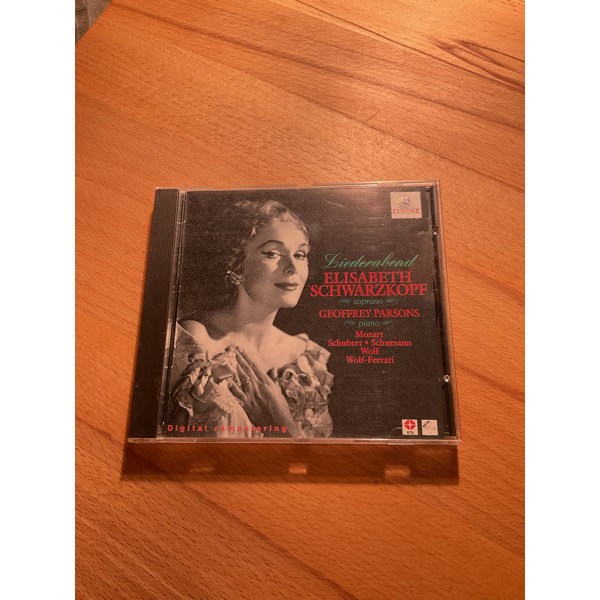 Liederabend
ELISABETH
SCHWARZKOPF
soprano
GEOFFREY PARSONS
piano
Mozart
Schubert • Schumann
Wolf
Wolf-Ferrari
Digital remastering